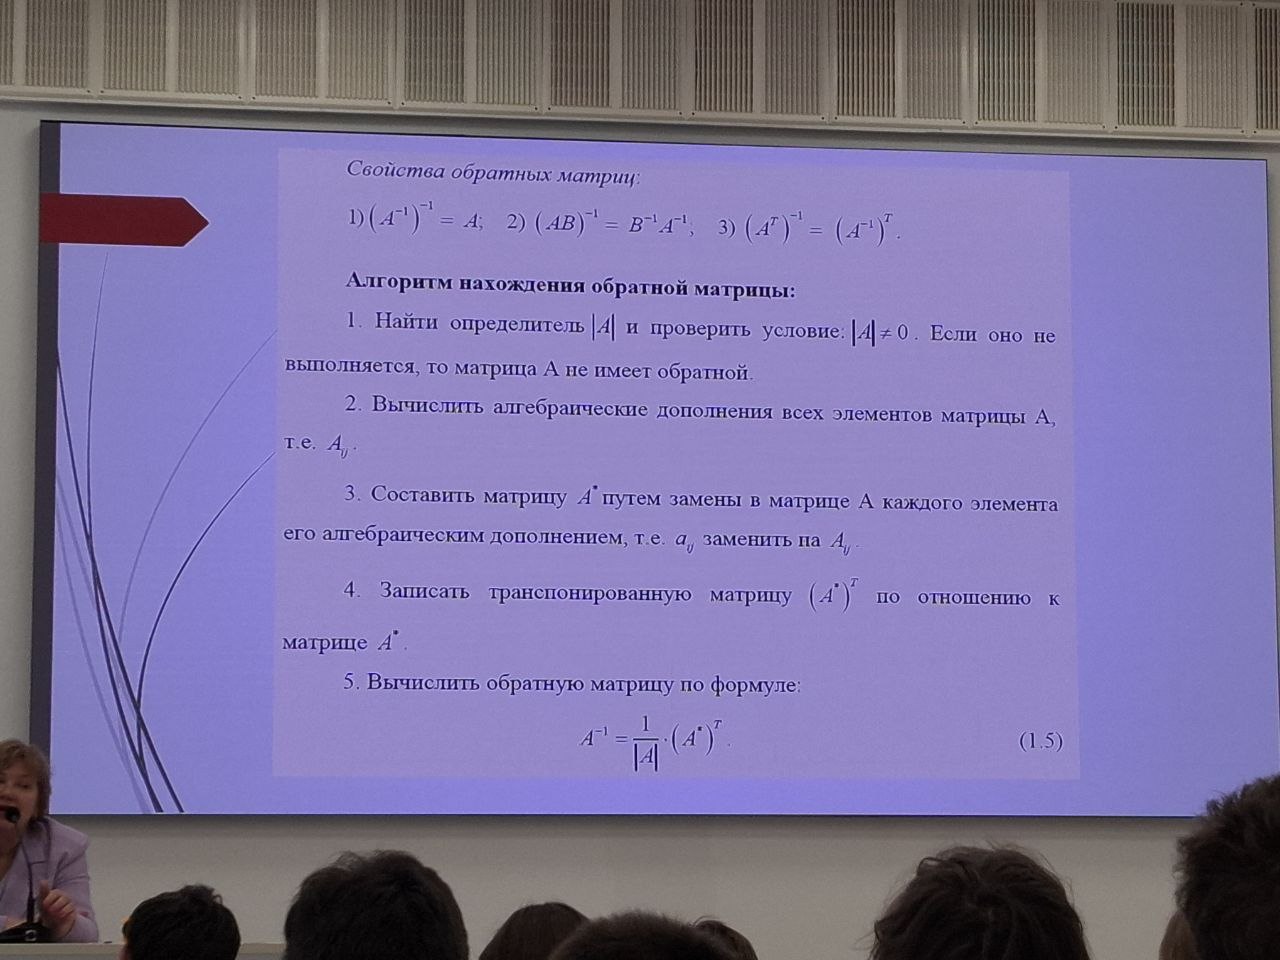 Свойства обратных матриц:
1) (A⁻¹)⁻¹ = A; 2) (AB)⁻¹ = B⁻¹A⁻¹; 3) (Aᵀ)⁻¹ = (A⁻¹)ᵀ.
Алгоритм нахождения обратной матрицы:
1. Найти определитель |A| и проверить условие: |A| ≠ 0. Если оно не
выполняется, то матрица А не имеет обратной.
2. Вычислить алгебраические дополнения всех элементов матрицы А,
т.е. Aᵢⱼ.
3. Составить матрицу A* путем замены в матрице А каждого элемента
его алгебраическим дополнением, т.е. aᵢⱼ заменить на Aᵢⱼ.
4. Записать транспонированную матрицу (A*)ᵀ по отношению к
матрице A*.
5. Вычислить обратную матрицу по формуле:
A⁻¹ = 1/|A| · (A*)ᵀ. (1.5)